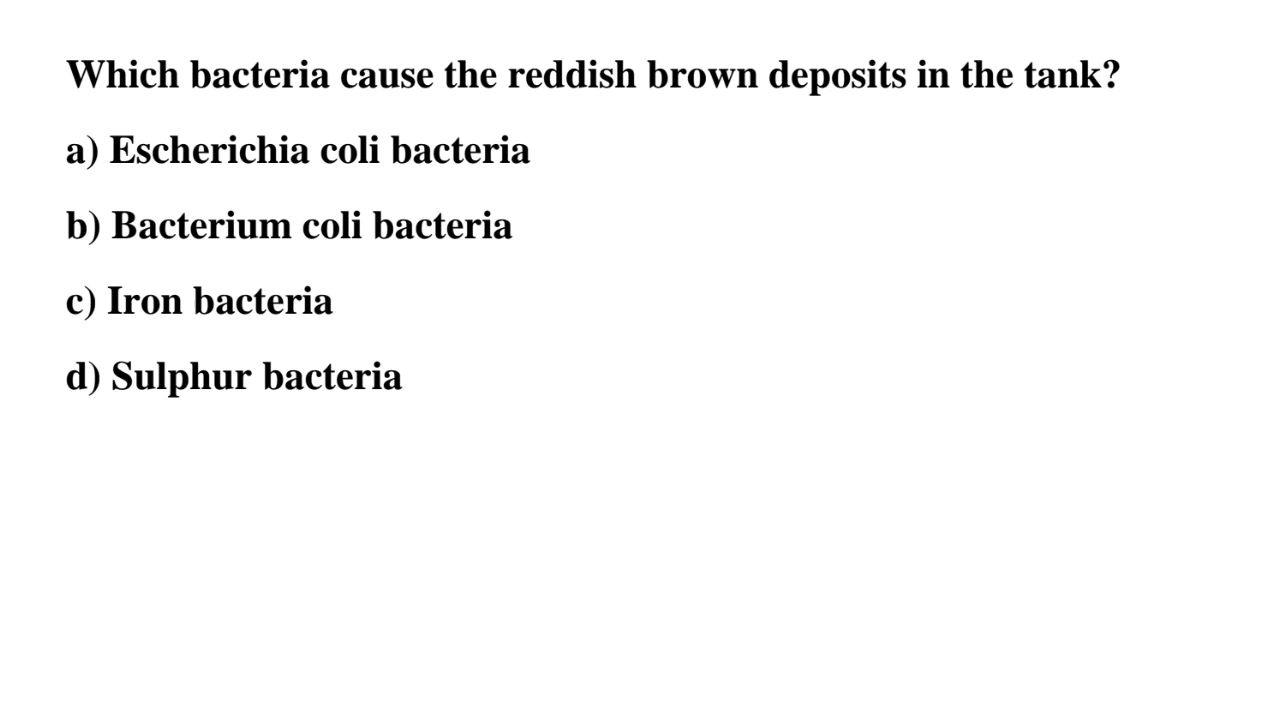 Which bacteria cause the reddish brown deposits in the tank?
a) Escherichia coli bacteria
b) Bacterium coli bacteria
c) Iron bacteria
d) Sulphur bacteria